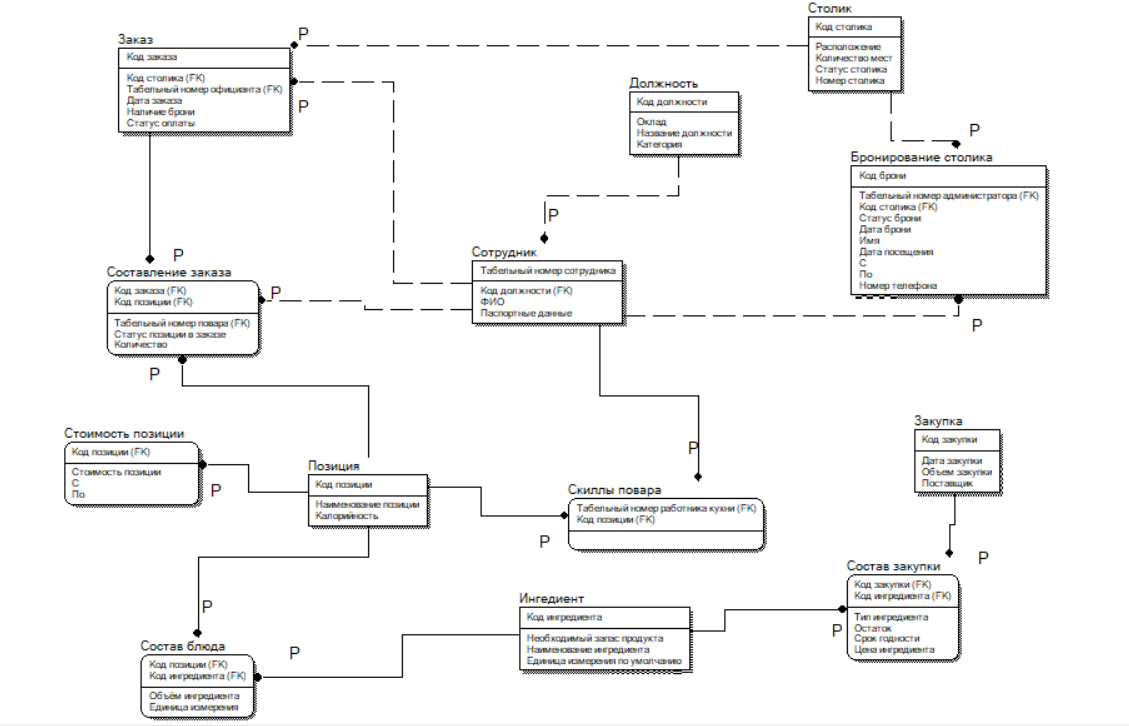 Столик
Код столика
Расположение
Количество мест
Статус столика
Номер столика
P
Заказ
Код заказа
Код столика (FK)
Табельный номер официанта (FK)
Дата заказа
Наличие брони
Статус оплаты
P
Должность
Код должности
Оклад
Название должности
Категория
P
Бронирование столика
Код брони
Табельный номер администратора (FK)
Код столика (FK)
Статус брони
Дата брони
Имя
Дата посещения
С
По
Номер телефона
P
P
Сотрудник
Табельный номер сотрудника
Код должности (FK)
ФИО
Паспортные данные
P
Составление заказа
Код заказа (FK)
Код позиции (FK)
Табельный номер повара (FK)
Статус позиции в заказе
Количество
P
P
Стоимость позиции
Код позиции (FK)
Стоимость позиции
С
По
P
Позиция
Код позиции
Наименование позиции
Калорийность
P
Скиллы повара
Табельный номер работника кухни (FK)
Код позиции (FK)
P
Закупка
Код закупки
Дата закупки
Объем закупки
Поставщик
P
Состав закупки
Код закупки (FK)
Код ингредиента (FK)
Тип ингредиента
Остаток
Срок годности
Цена ингредиента
P
Ингедиент
Код ингредиента
Необходимый запас продукта
Наименование ингредиента
Единица измерения по умолчанию
P
Состав блюда
Код позиции (FK)
Код ингредиента (FK)
Объём ингредиента
Единица измерения
P